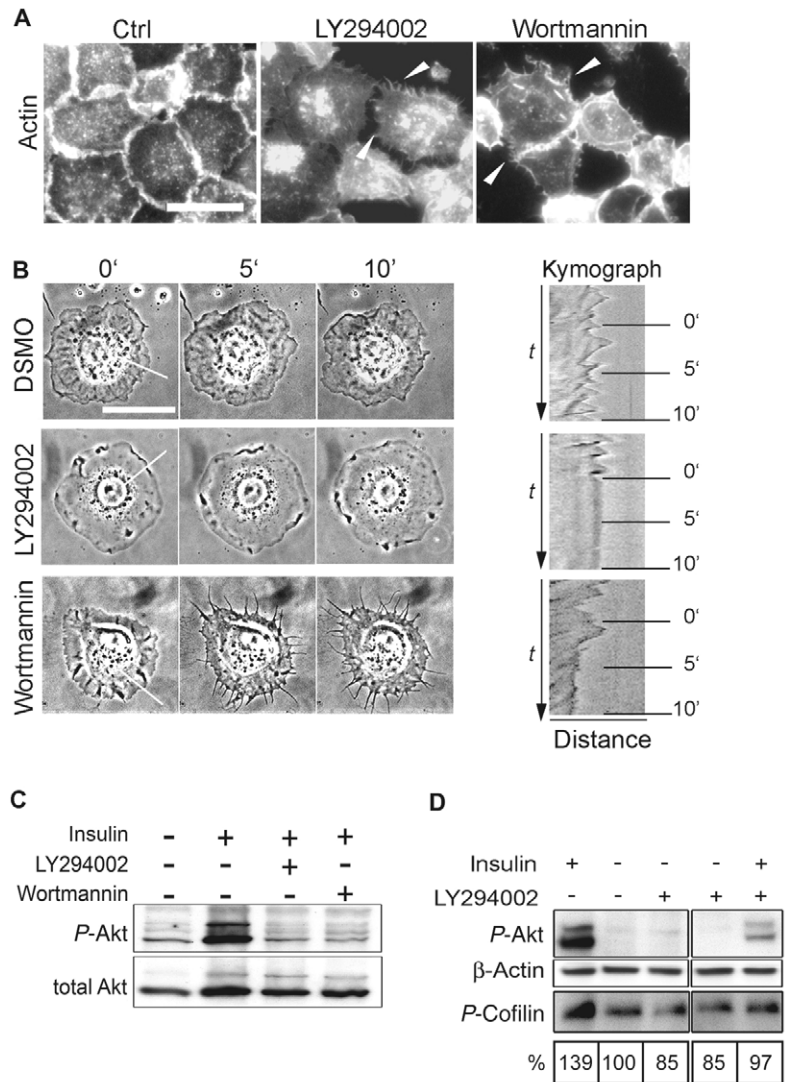 A
Ctrl LY294002 Wortmannin
Actin
B
0‘ 5‘ 10’ Kymograph
DSMO
t
0‘
5‘
10’
LY294002
t
0‘
5‘
10’
Wortmannin
t
0‘
5‘
10’
Distance
C
Insulin - + + +
LY294002 - - + -
Wortmannin - - - +
P-Akt
total Akt
D
Insulin + - - - +
LY294002 - - + + +
P-Akt
β-Actin
P-Cofilin
% 139 100 85 85 97